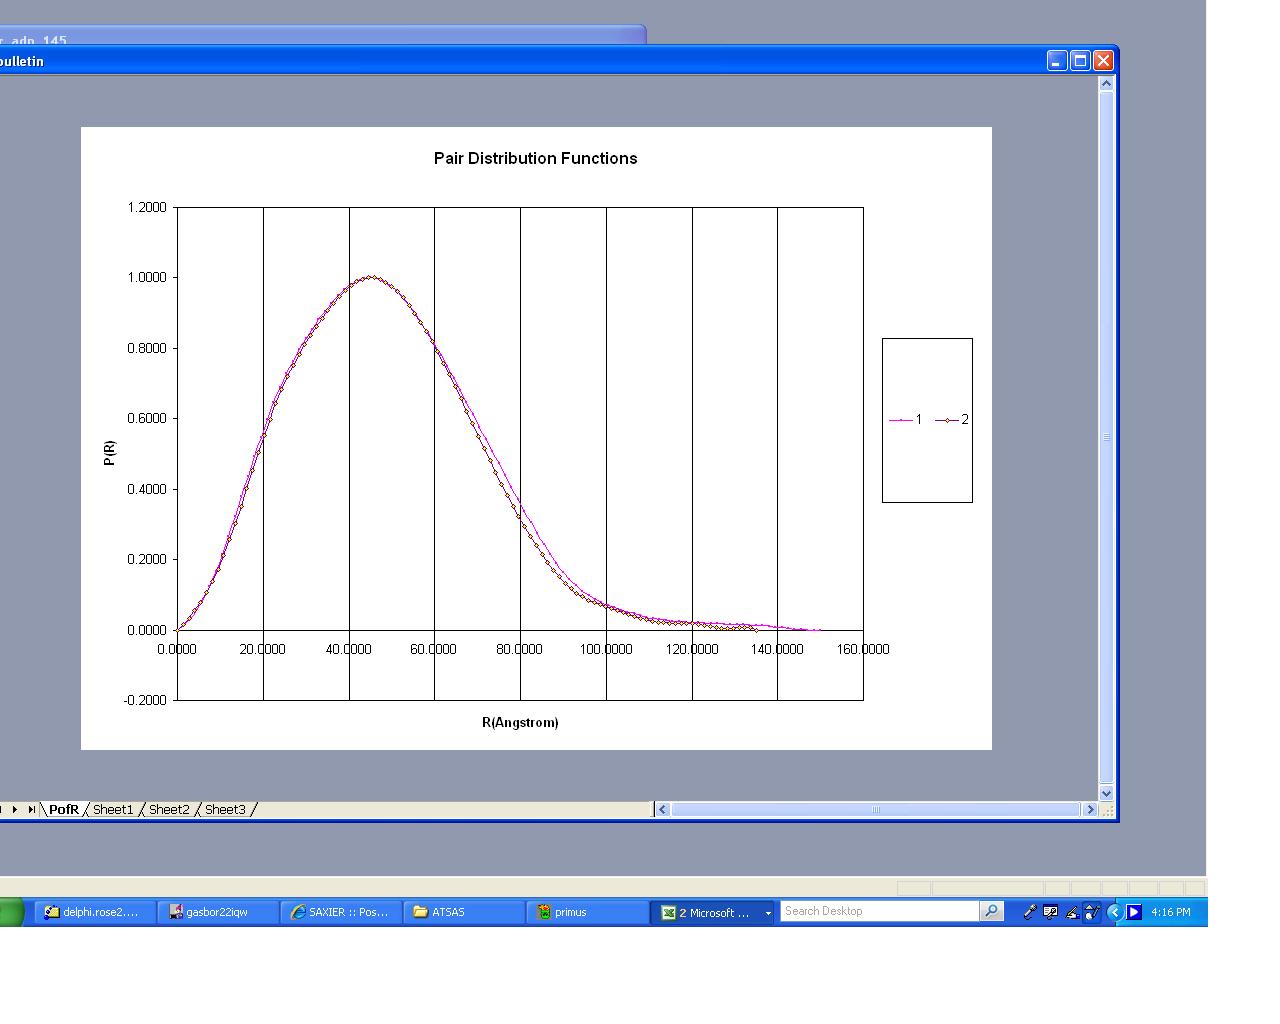 r adp 145
bulletin
Pair Distribution Functions
1.2000
1.0000
0.8000
0.6000
0.4000
0.2000
0.0000
-0.2000
P(R)
0.0000 20.0000 40.0000 60.0000 80.0000 100.0000 120.0000 140.0000 160.0000
R(Angstrom)
1 2
PofR Sheet1 Sheet2 Sheet3
delphi.rose2.... gasbor22iqw SAXIER :: Pos... ATSAS primus 2 Microsoft ... Search Desktop 4:16 PM